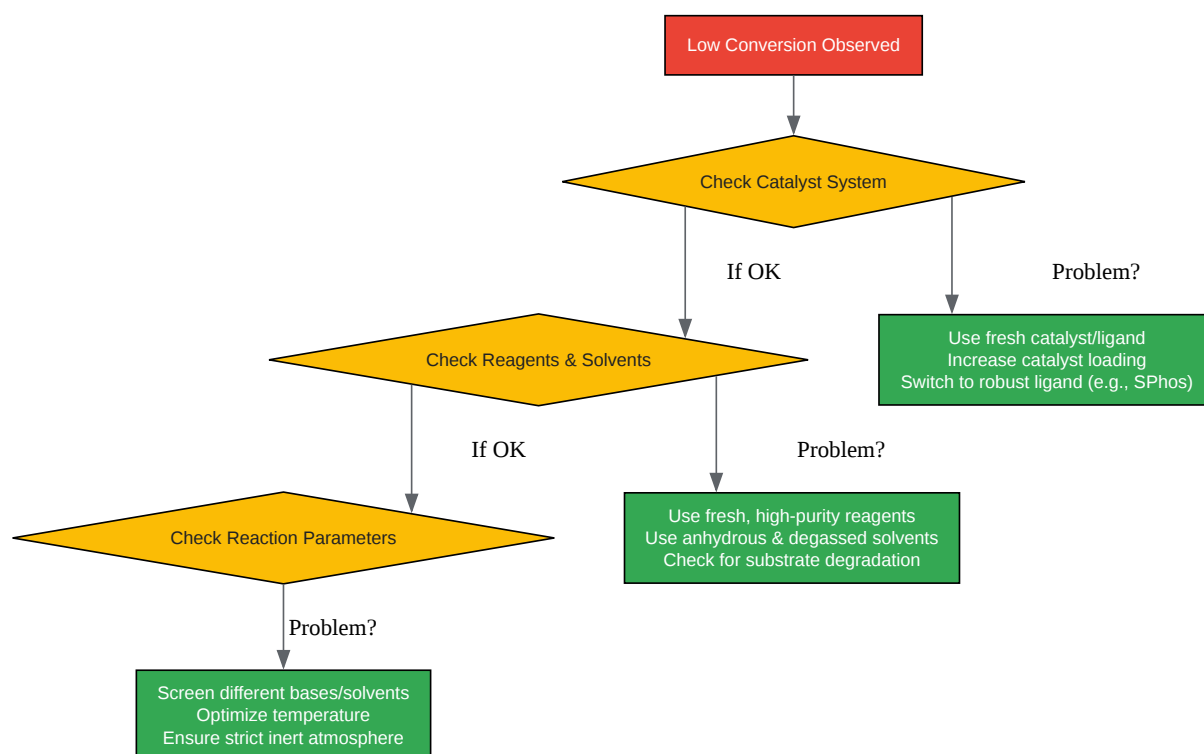 Low Conversion Observed
Check Catalyst System
If OK
Problem?
Use fresh catalyst/ligand
Increase catalyst loading
Switch to robust ligand (e.g., SPhos)
Check Reagents & Solvents
If OK
Problem?
Use fresh, high-purity reagents
Use anhydrous & degassed solvents
Check for substrate degradation
Check Reaction Parameters
Problem?
Screen different bases/solvents
Optimize temperature
Ensure strict inert atmosphere